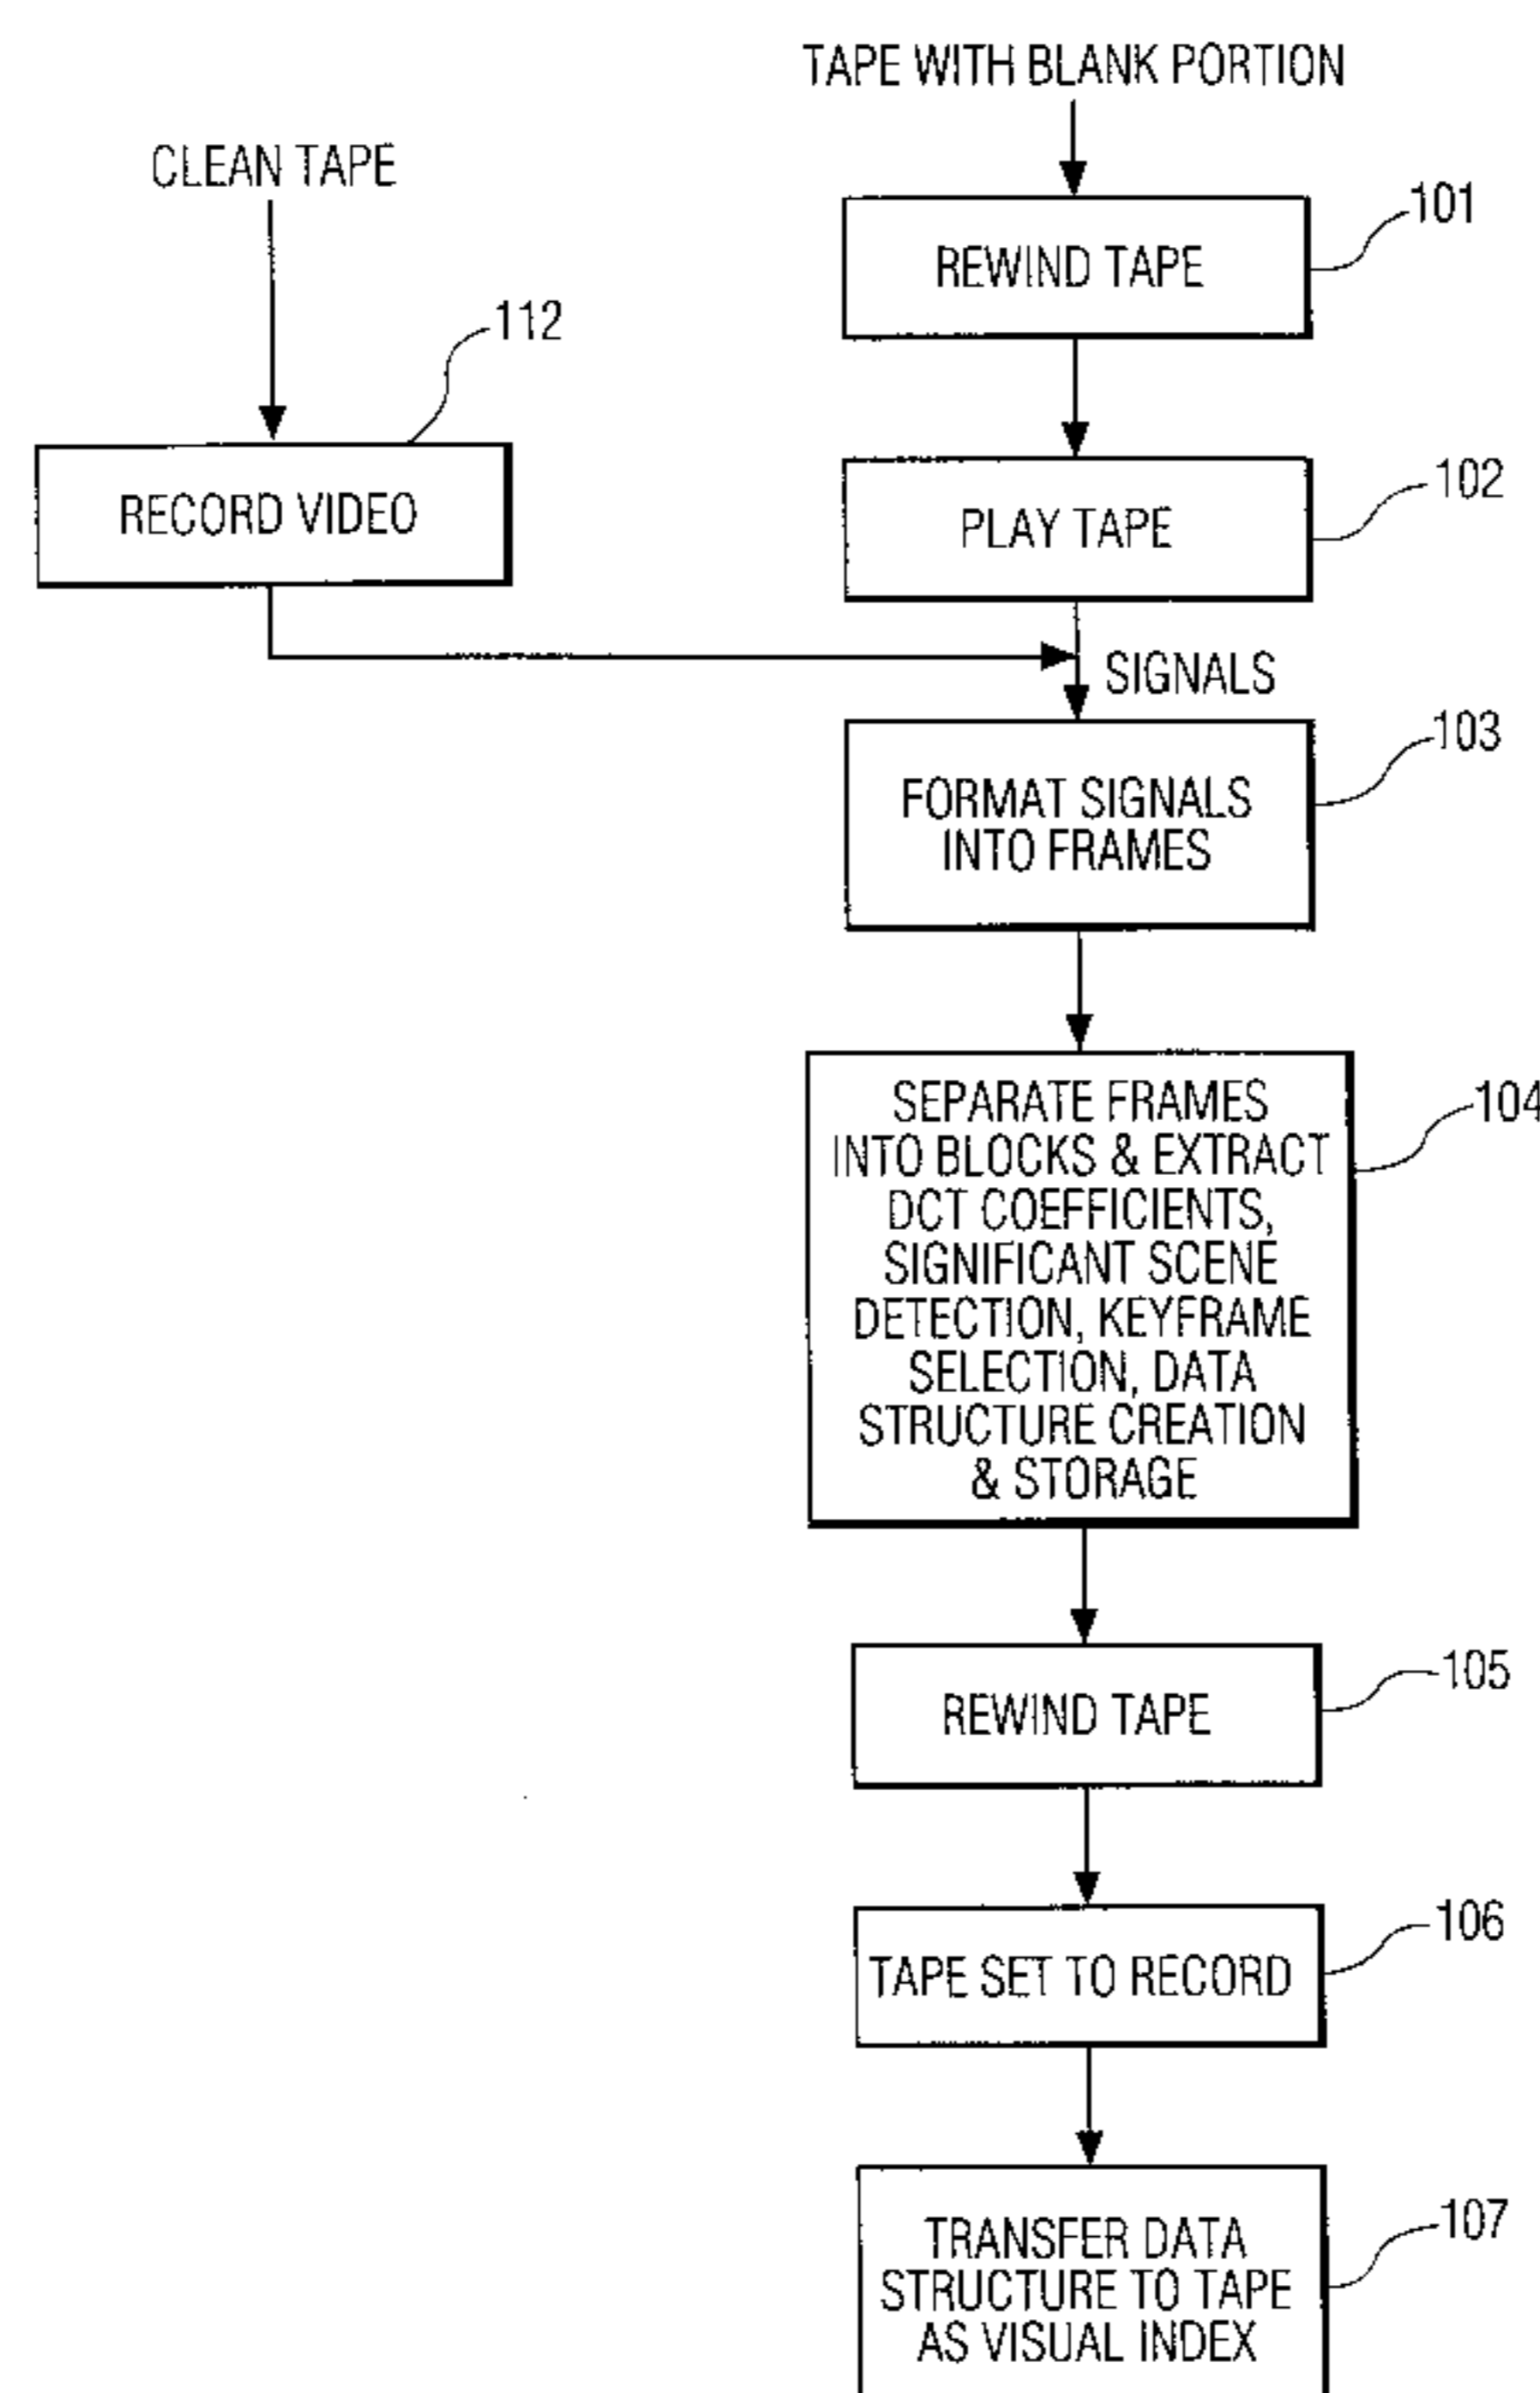 TAPE WITH BLANK PORTION
CLEAN TAPE
101
REWIND TAPE
112
RECORD VIDEO
102
PLAY TAPE
SIGNALS
103
FORMAT SIGNALS
INTO FRAMES
104
SEPARATE FRAMES
INTO BLOCKS & EXTRACT
DCT COEFFICIENTS,
SIGNIFICANT SCENE
DETECTION, KEYFRAME
SELECTION, DATA
STRUCTURE CREATION
& STORAGE
105
REWIND TAPE
106
TAPE SET TO RECORD
107
TRANSFER DATA
STRUCTURE TO TAPE
AS VISUAL INDEX